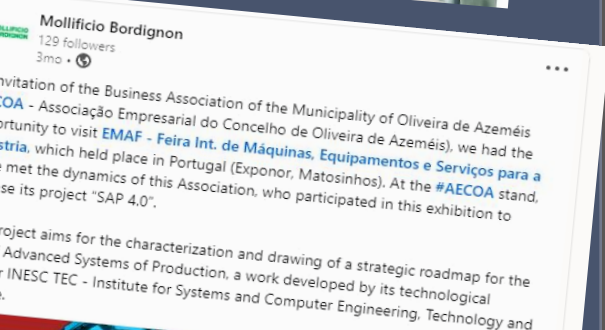 MOLLIFICIO
BORDIGNON
Mollificio Bordignon
129 followers
3mo •
nvitation of the Business Association of the Municipality of Oliveira de Azeméis
COA - Associação Empresarial do Concelho de Oliveira de Azeméis), we had the
ortunity to visit EMAF - Feira Int. de Máquinas, Equipamentos e Serviços para a
stria, which held place in Portugal (Exponor, Matosinhos). At the #AECOA stand,
met the dynamics of this Association, who participated in this exhibition to
se its project "SAP 4.0".
roject aims for the characterization and drawing of a strategic roadmap for the
Advanced Systems of Production, a work developed by its technological
r INESC TEC - Institute for Systems and Computer Engineering, Technology and